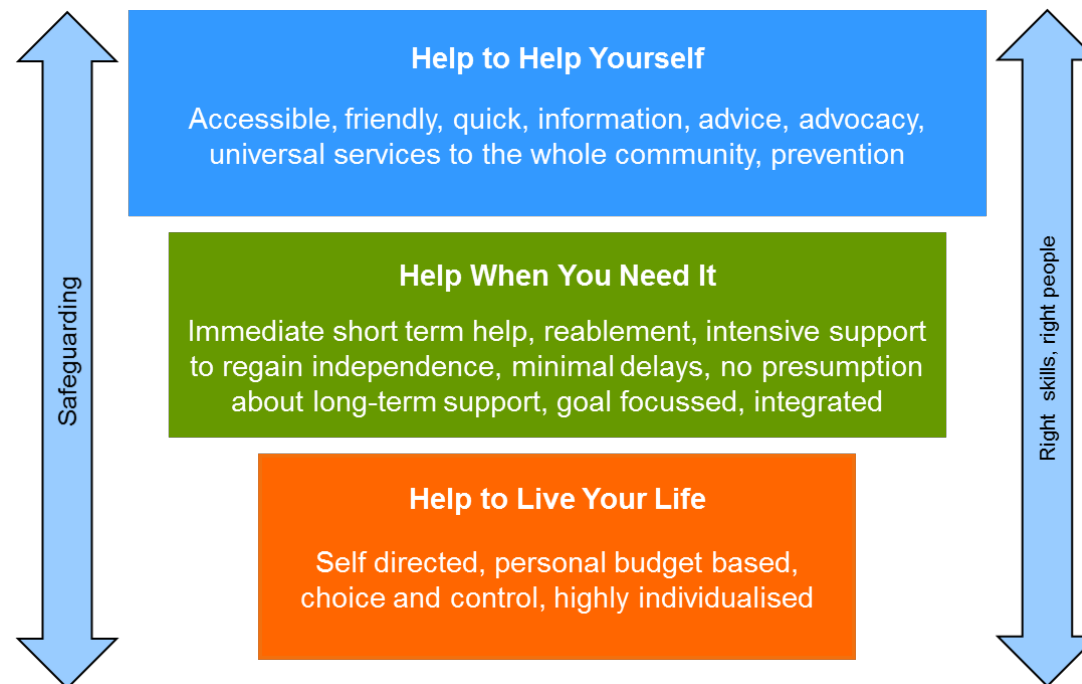 Safeguarding
Help to Help Yourself
Accessible, friendly, quick, information, advice, advocacy,
universal services to the whole community, prevention
Help When You Need It
Immediate short term help, reablement, intensive support
to regain independence, minimal delays, no presumption
about long-term support, goal focussed, integrated
Help to Live Your Life
Self directed, personal budget based,
choice and control, highly individualised
Right skills, right people